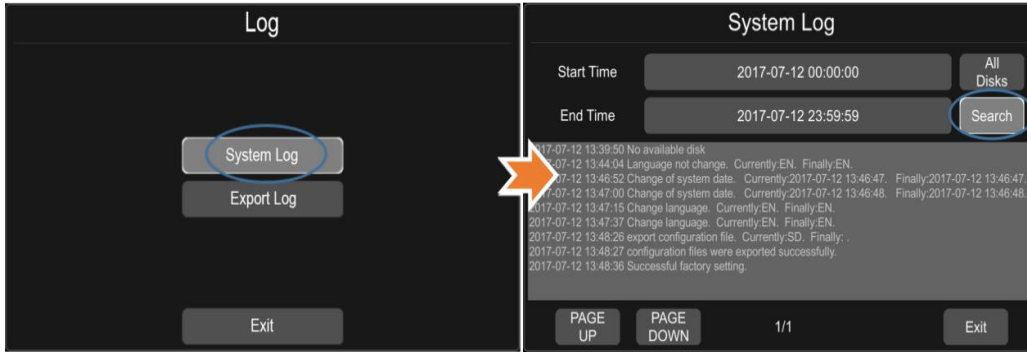 Log
System Log
Export Log
Exit
System Log
Start Time
2017-07-12 00:00:00
All
Disks
End Time
2017-07-12 23:59:59
Search
2017-07-12 13:39:50 No available disk
2017-07-12 13:44:04 Language not change. Currently:EN. Finally:EN.
2017-07-12 13:46:52 Change of system date. Currently:2017-07-12 13:46:47. Finally:2017-07-12 13:46:47.
2017-07-12 13:47:00 Change of system date. Currently:2017-07-12 13:46:48. Finally:2017-07-12 13:46:48.
2017-07-12 13:47:15 Change language. Currently:EN. Finally:EN.
2017-07-12 13:47:37 Change language. Currently:EN. Finally:EN.
2017-07-12 13:48:26 export configuration file. Currently:SD. Finally: .
2017-07-12 13:48:27 configuration files were exported successfully.
2017-07-12 13:48:36 Successful factory setting.
PAGE
UP
PAGE
DOWN
1/1
Exit